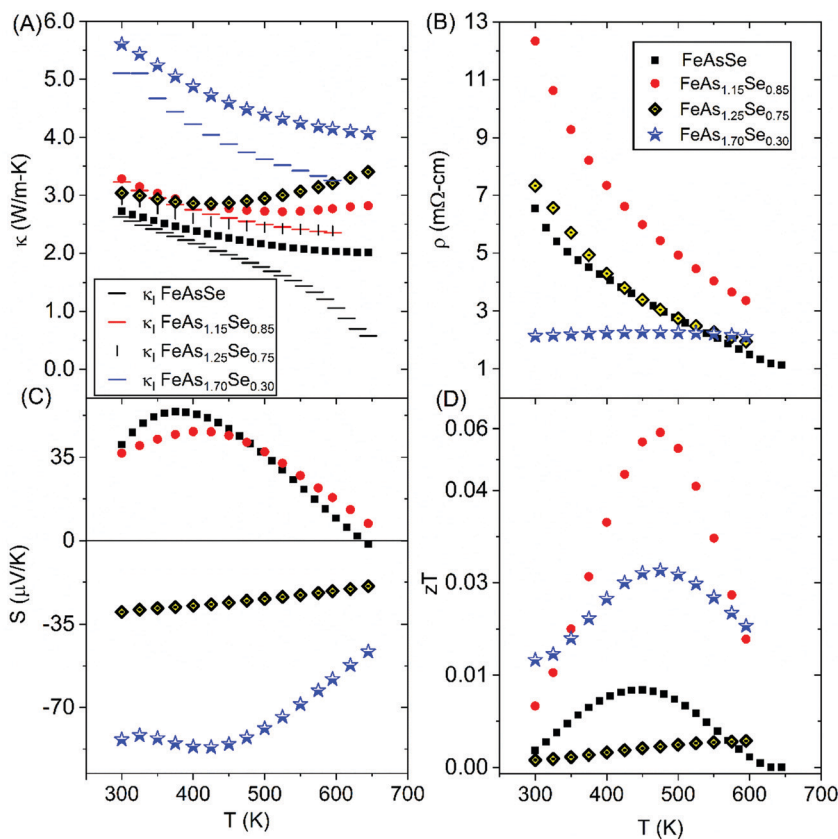 (A)
6.0
5.0
4.0
3.0
2.0
1.0
0.0
κ (W/m-K)
κl FeAsSe
κl FeAs1.15Se0.85
κl FeAs1.25Se0.75
κl FeAs1.70Se0.30
(B)
13
11
9
7
5
3
1
ρ (mΩ-cm)
FeAsSe
FeAs1.15Se0.85
FeAs1.25Se0.75
FeAs1.70Se0.30
(C)
35
0
-35
-70
S (μV/K)
300 400 500 600 700
T (K)
(D)
0.06
0.04
0.03
0.01
0.00
zT
300 400 500 600 700
T (K)